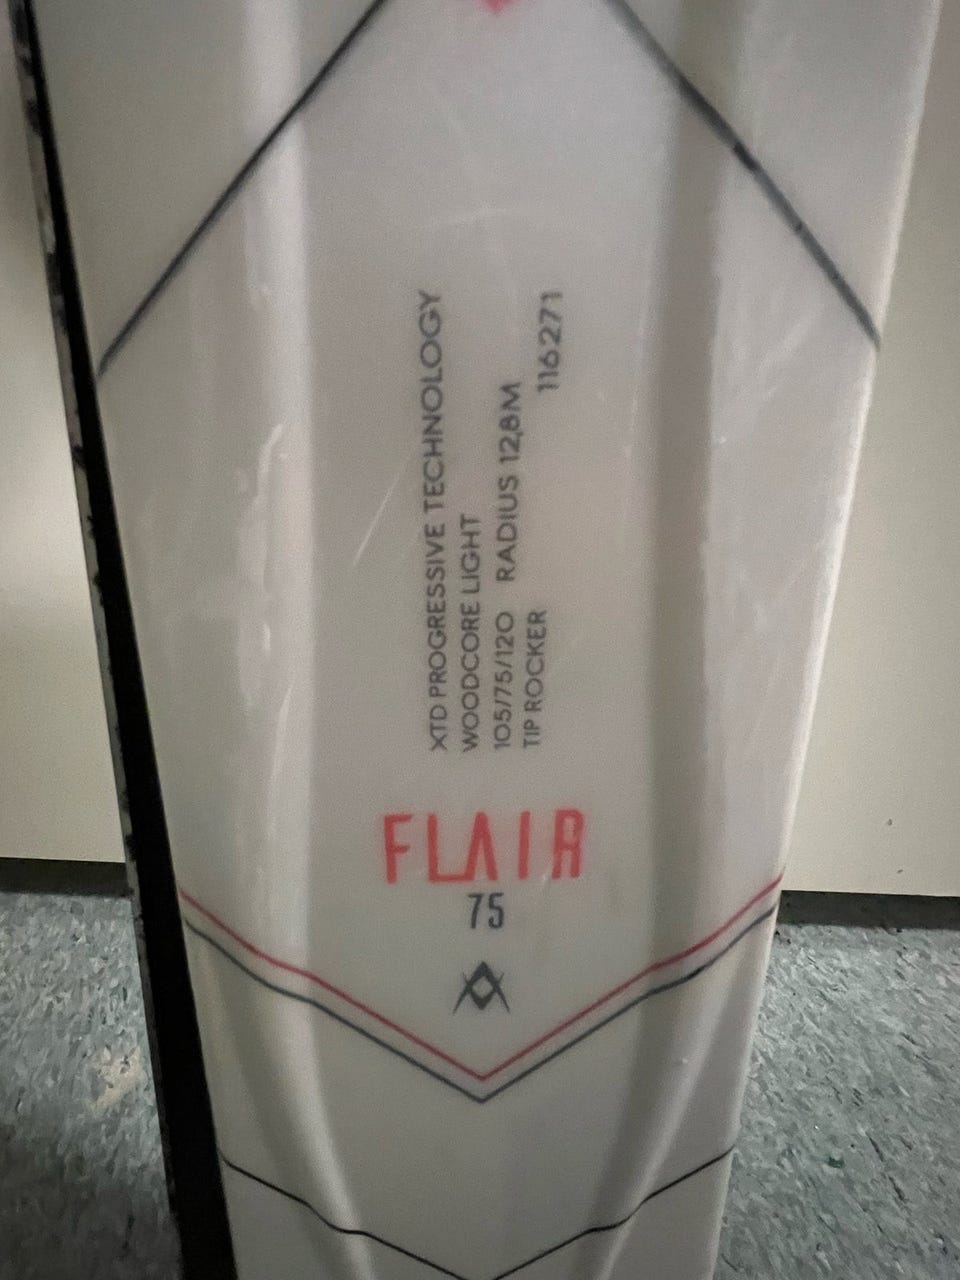 XTD PROGRESSIVE TECHNOLOGY
WOODCORE LIGHT
105/75/120 RADIUS 12,8M
TIP ROCKER 116271
FLAIR
75